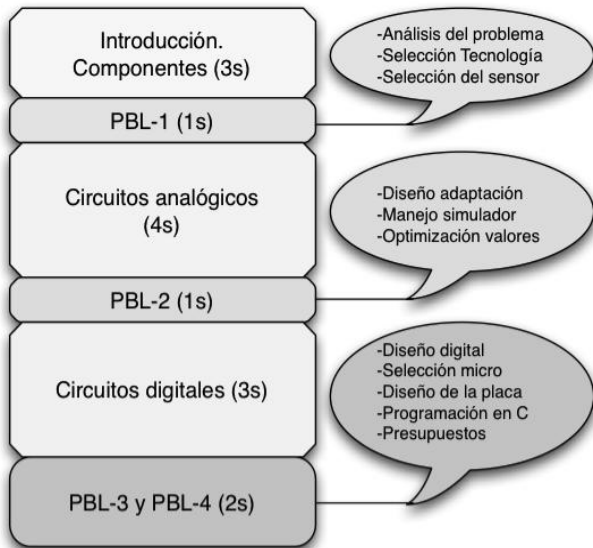 Introducción.
Componentes (3s)
-Análisis del problema
-Selección Tecnología
-Selección del sensor
PBL-1 (1s)
Circuitos analógicos
(4s)
-Diseño adaptación
-Manejo simulador
-Optimización valores
PBL-2 (1s)
Circuitos digitales (3s)
-Diseño digital
-Selección micro
-Diseño de la placa
-Programación en C
-Presupuestos
PBL-3 y PBL-4 (2s)